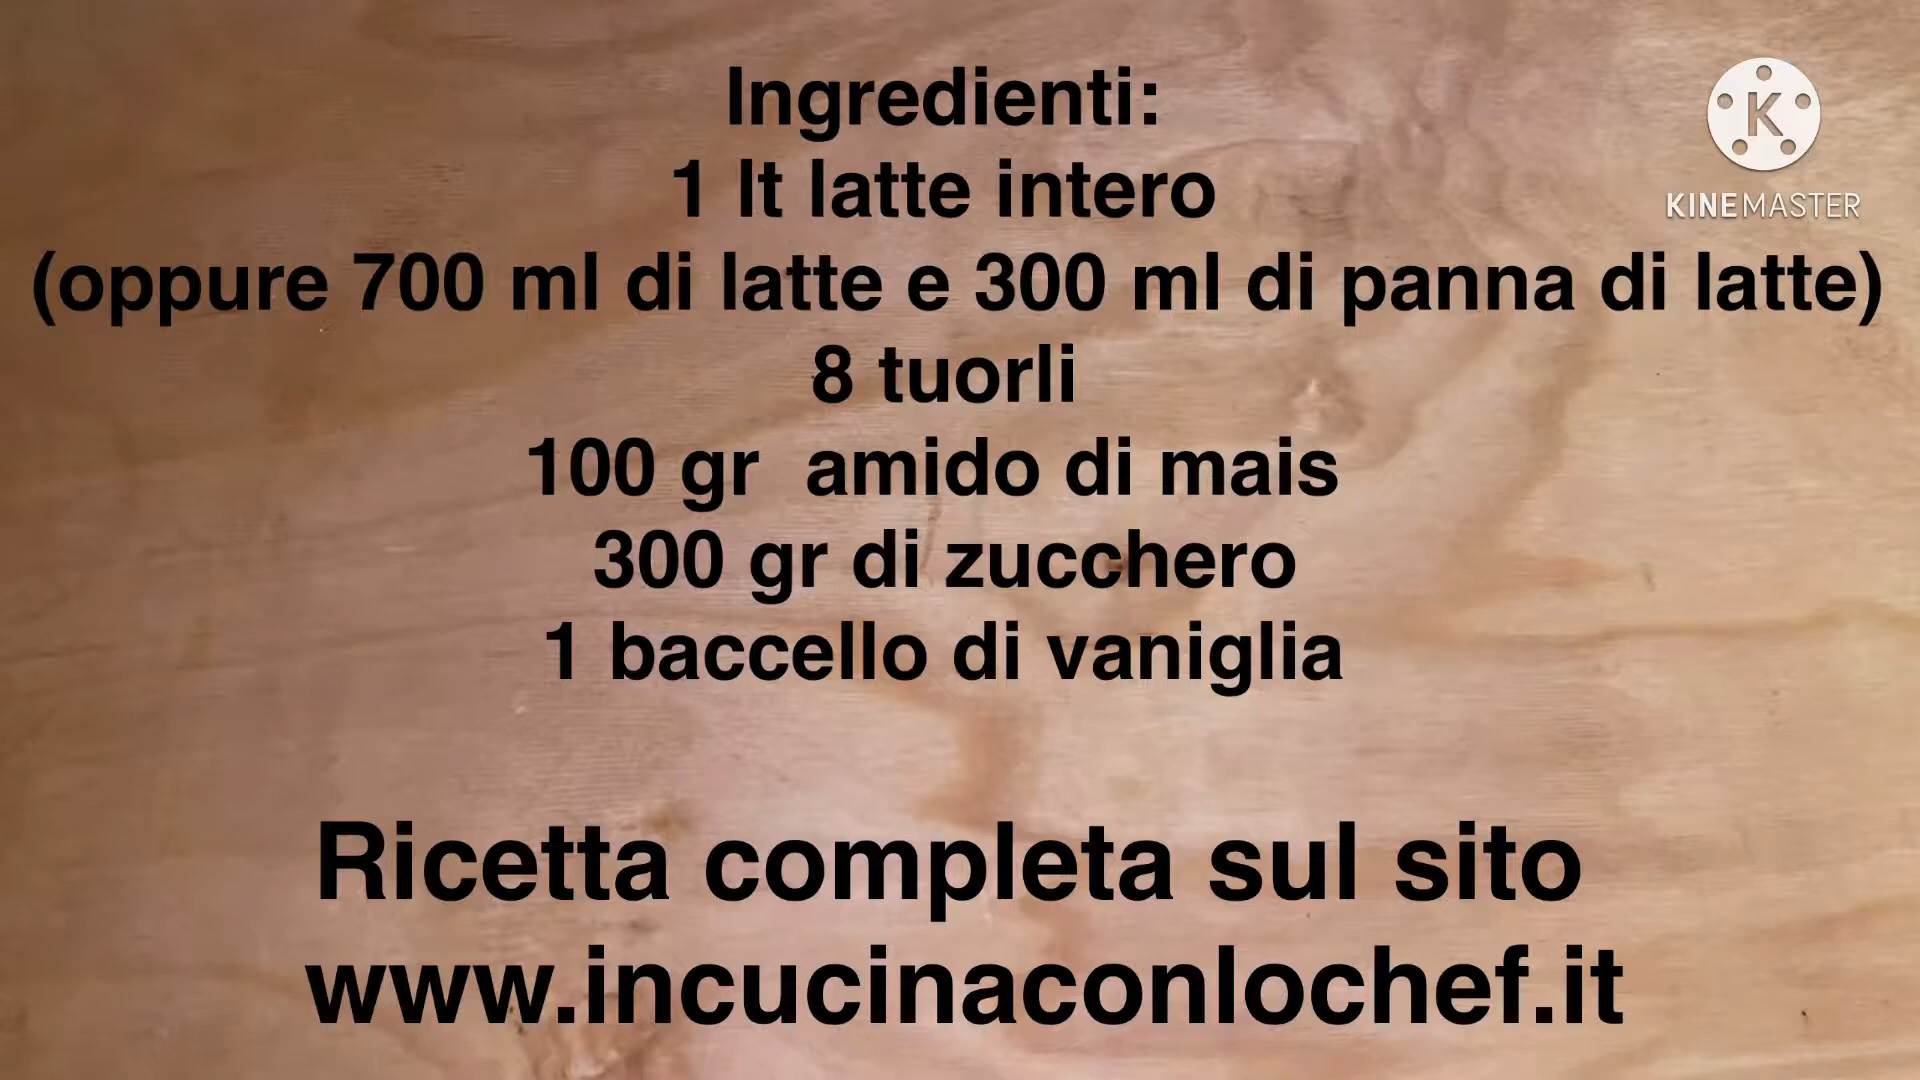 Ingredienti:
1 lt latte intero
(oppure 700 ml di latte e 300 ml di panna di latte)
8 tuorli
100 gr  amido di mais
300 gr di zucchero
1 baccello di vaniglia
Ricetta completa sul sito
www.incucinaconlochef.it
K
KINEMASTER